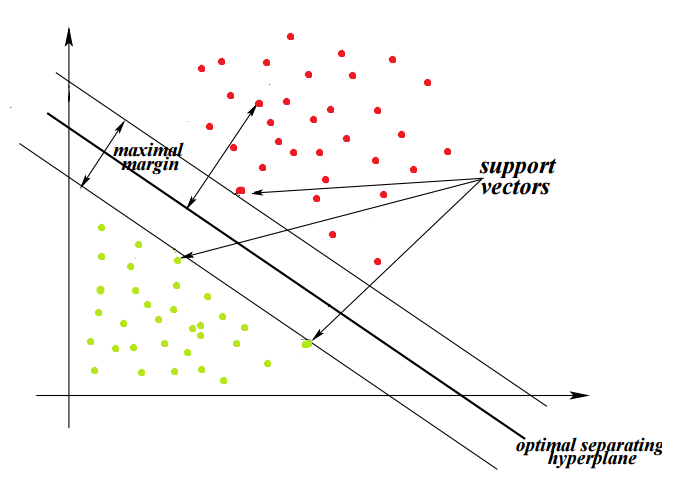 maximal
margin
support
vectors
optimal separating
hyperplane